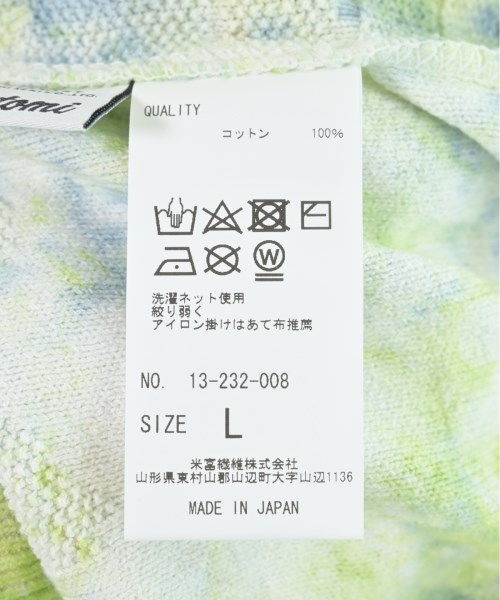 tomi
QUALITY
コットン 100%
W
洗濯ネット使用
絞り弱く
アイロン掛けはあて布推薦
NO. 13-232-008
SIZE L
米富繊維株式会社
山形県東村山郡山辺町大字山辺1136
MADE IN JAPAN